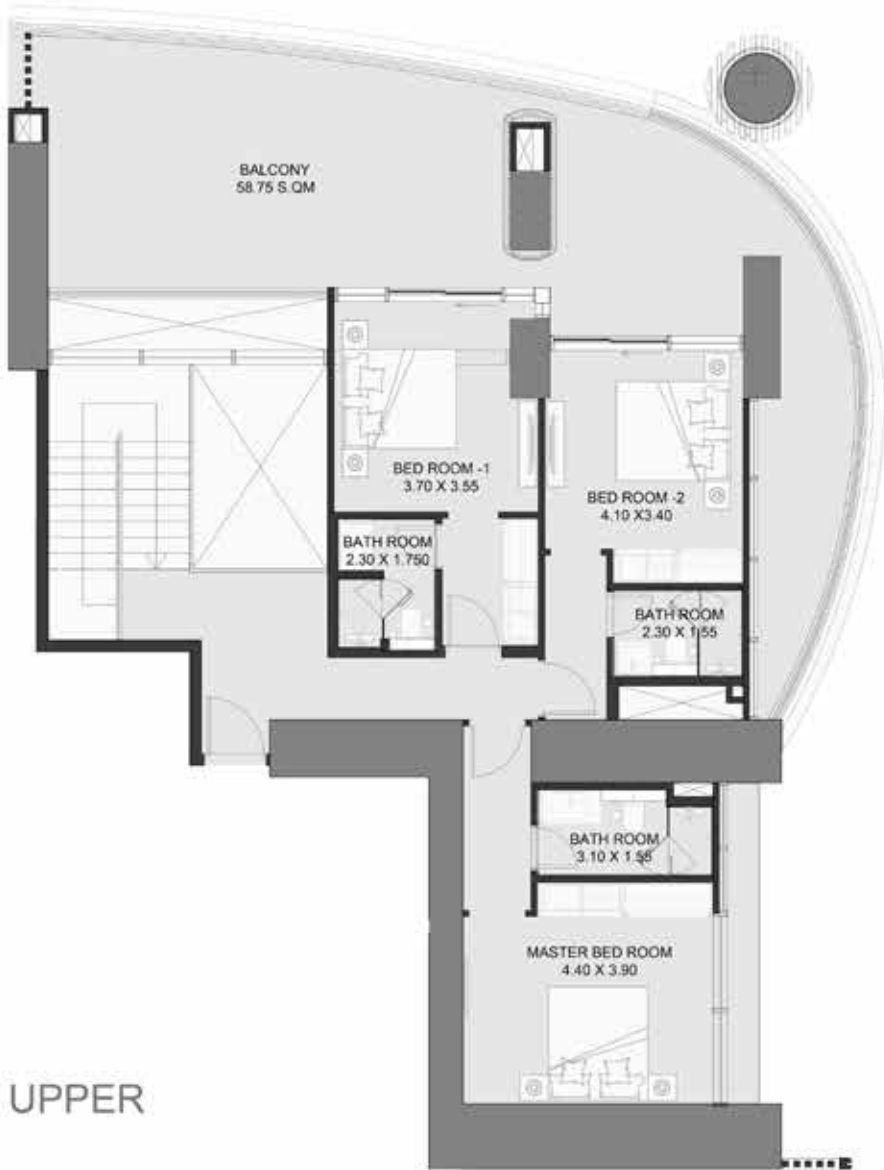 BALCONY
58.75 S.QM
BED ROOM -1
3.70 X 3.55
BED ROOM -2
4.10 X3.40
BATH ROOM
2.30 X 1.750
BATH ROOM
2.30 X 1.55
BATH ROOM
3.10 X 1.55
MASTER BED ROOM
4.40 X 3.90
UPPER